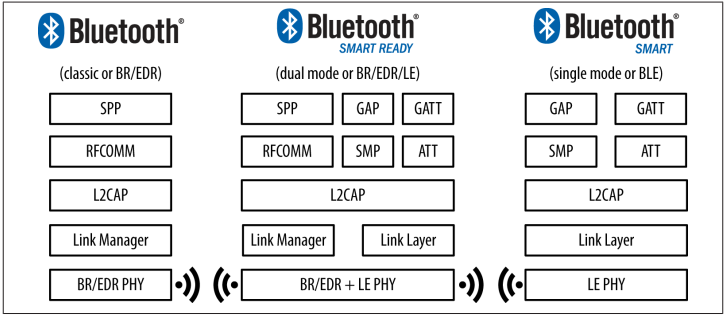 Bluetooth®
(classic or BR/EDR)
SPP
RFCOMM
L2CAP
Link Manager
BR/EDR PHY
Bluetooth®
SMART READY
(dual mode or BR/EDR/LE)
SPP GAP GATT
RFCOMM SMP ATT
L2CAP
Link Manager Link Layer
BR/EDR + LE PHY
Bluetooth®
SMART
(single mode or BLE)
GAP GATT
SMP ATT
L2CAP
Link Layer
LE PHY